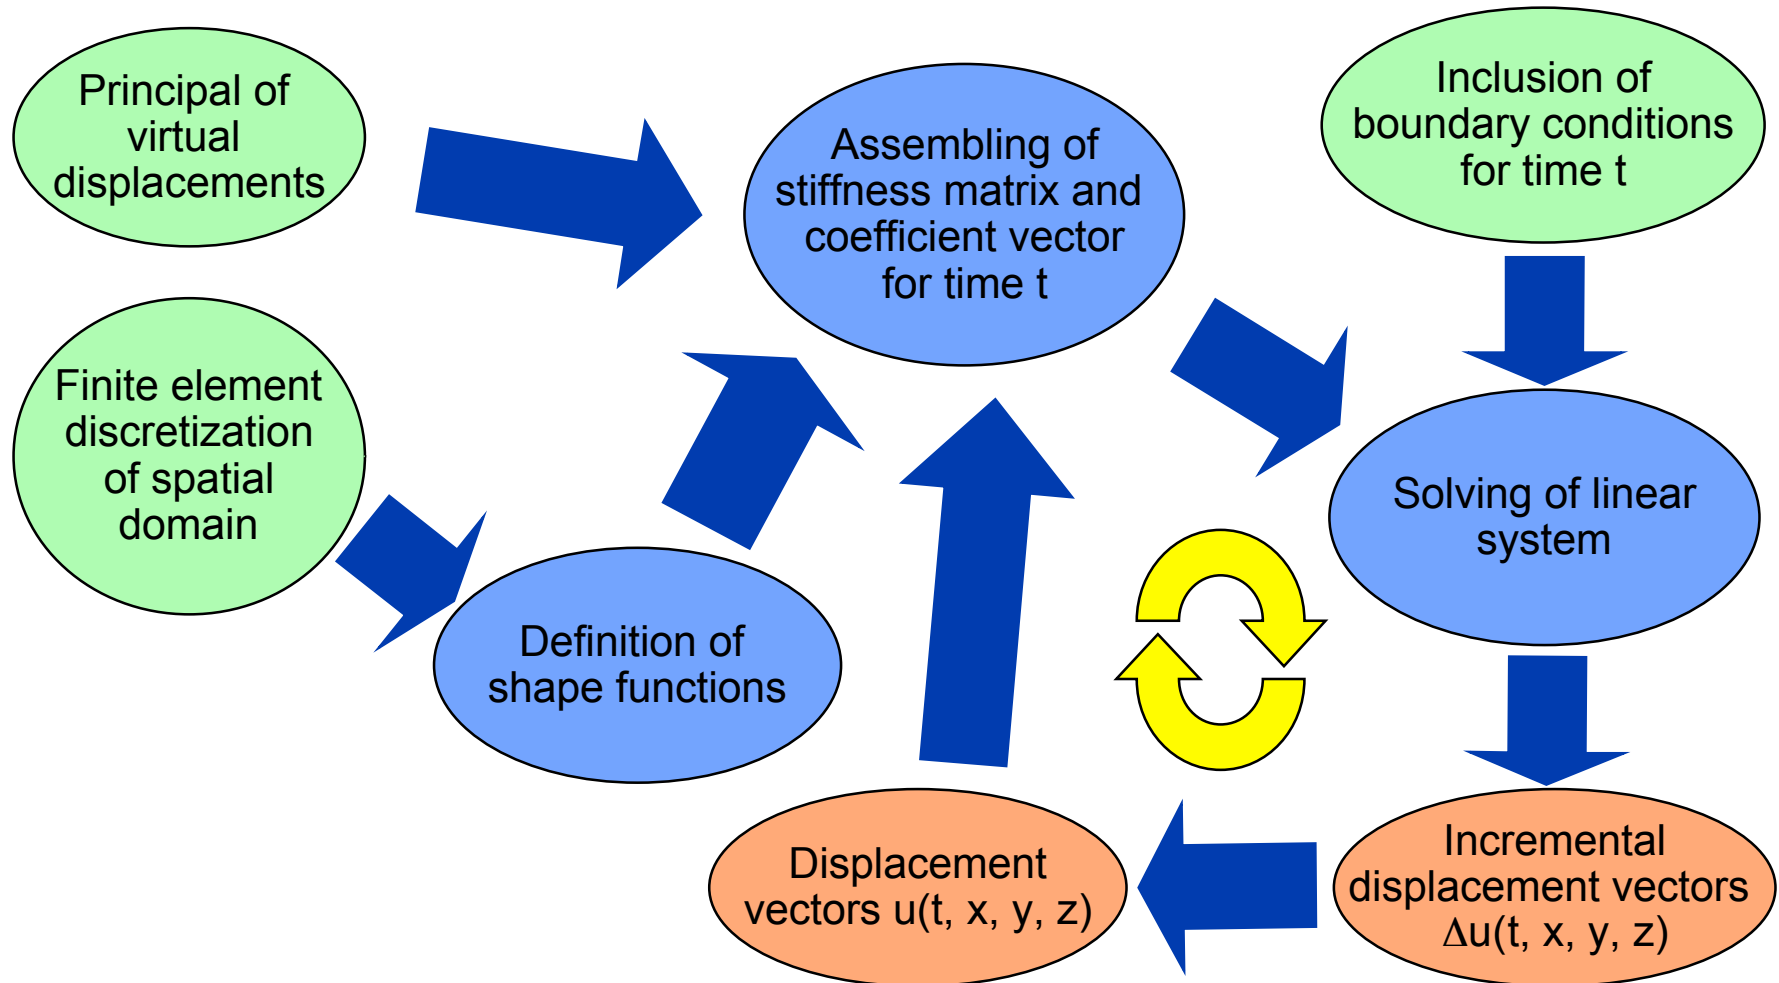 Principal of
virtual
displacements
Assembling of
stiffness matrix and
coefficient vector
for time t
Inclusion of
boundary conditions
for time t
Finite element
discretization
of spatial
domain
Solving of linear
system
Definition of
shape functions
Displacement
vectors u(t, x, y, z)
Incremental
displacement vectors
Δu(t, x, y, z)